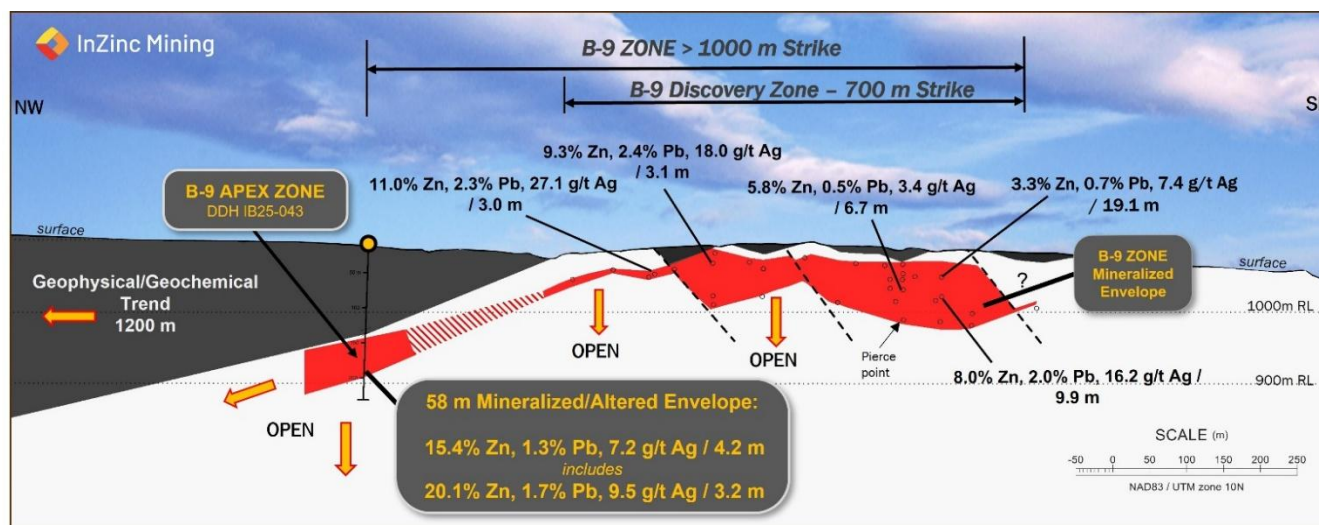 InZinc Mining
B-9 ZONE > 1000 m Strike
B-9 Discovery Zone – 700 m Strike
NW
S
9.3% Zn, 2.4% Pb, 18.0 g/t Ag
/ 3.1 m
11.0% Zn, 2.3% Pb, 27.1 g/t Ag
/ 3.0 m
5.8% Zn, 0.5% Pb, 3.4 g/t Ag
/ 6.7 m
3.3% Zn, 0.7% Pb, 7.4 g/t Ag
/ 19.1 m
B-9 APEX ZONE
DDH IB25-043
surface
surface
B-9 ZONE
Mineralized
Envelope
?
Geophysical/Geochemical
Trend
1200 m
1000m RL
OPEN
OPEN
Pierce
point
900m RL
8.0% Zn, 2.0% Pb, 16.2 g/t Ag /
9.9 m
OPEN
58 m Mineralized/Altered Envelope:
15.4% Zn, 1.3% Pb, 7.2 g/t Ag / 4.2 m
includes
20.1% Zn, 1.7% Pb, 9.5 g/t Ag / 3.2 m
SCALE (m)
-50 0 50 100 150 200 250
NAD83 / UTM zone 10N